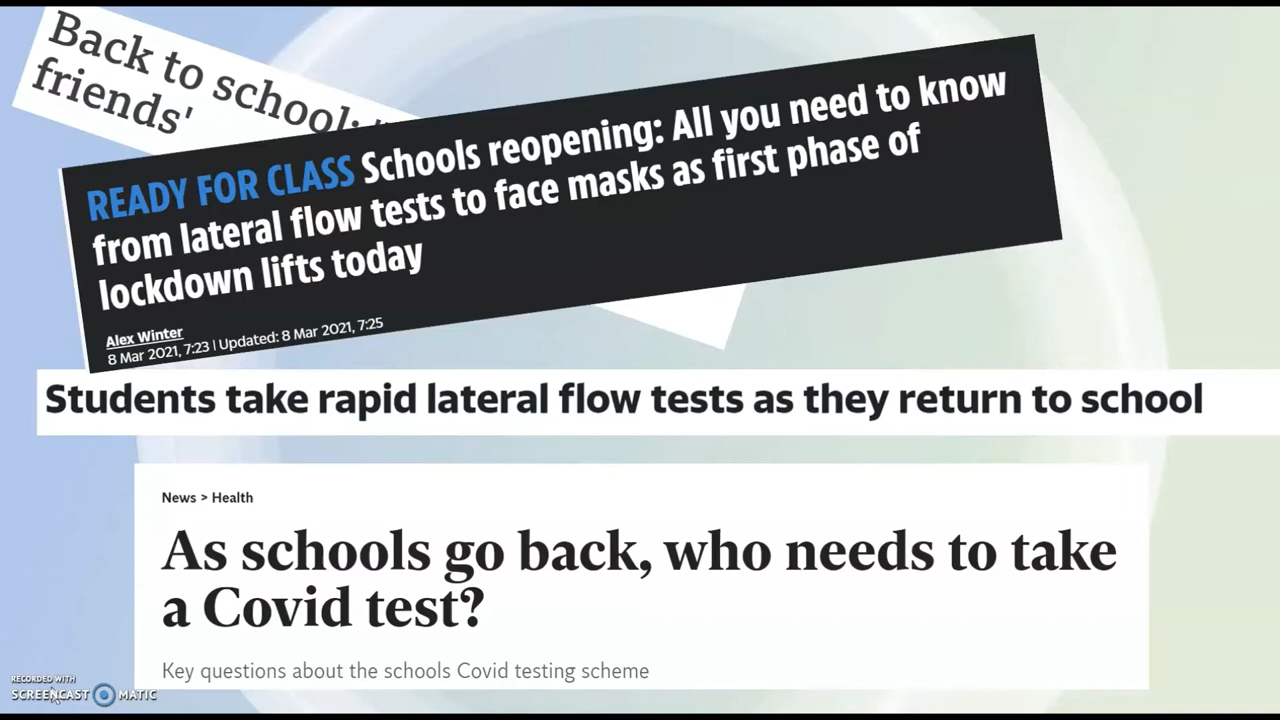 Back to school:
friends'
READY FOR CLASS Schools reopening: All you need to know
from lateral flow tests to face masks as first phase of
lockdown lifts today
Alex Winter
8 Mar 2021, 7:23 | Updated: 8 Mar 2021, 7:25
Students take rapid lateral flow tests as they return to school
News > Health
As schools go back, who needs to take
a Covid test?
Key questions about the schools Covid testing scheme
RECORDED WITH
SCREENCAST MATIC